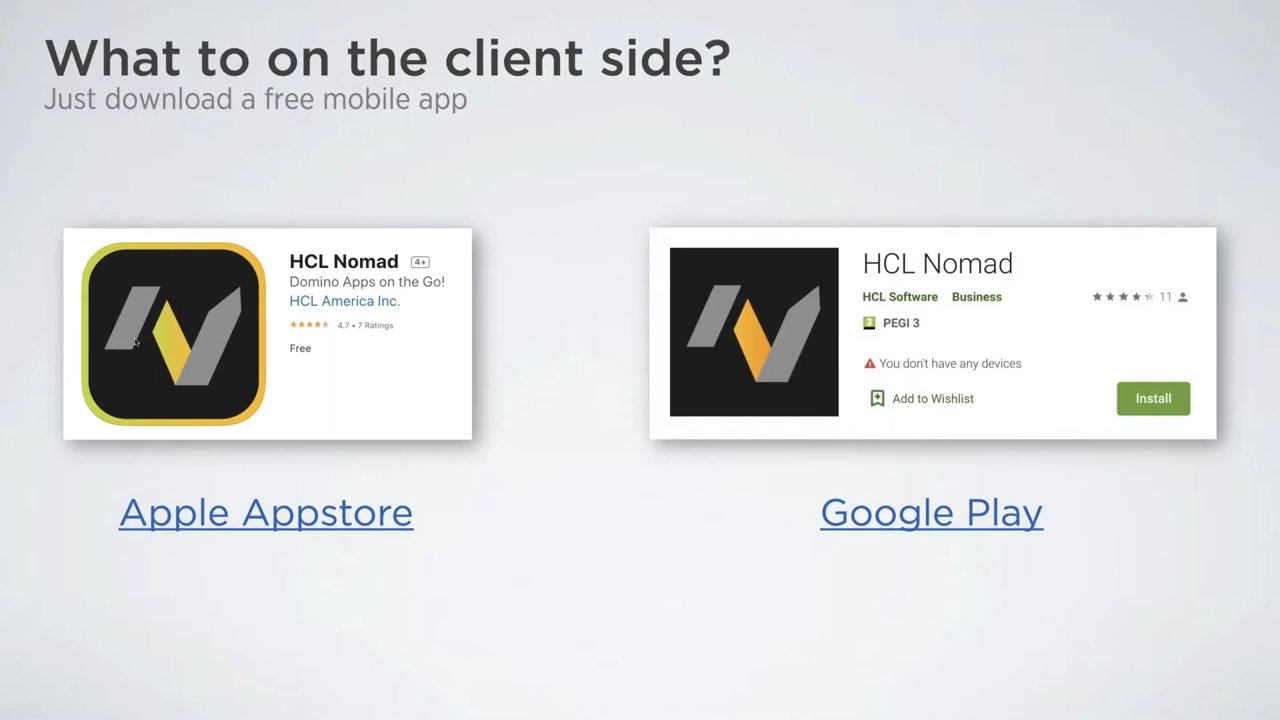 What to on the client side?
Just download a free mobile app
HCL Nomad 4+
Domino Apps on the Go!
HCL America Inc.
4.7 • 7 Ratings
Free
HCL Nomad
HCL Software Business 11
3 PEGI 3
You don't have any devices
Add to Wishlist Install
Apple Appstore
Google Play